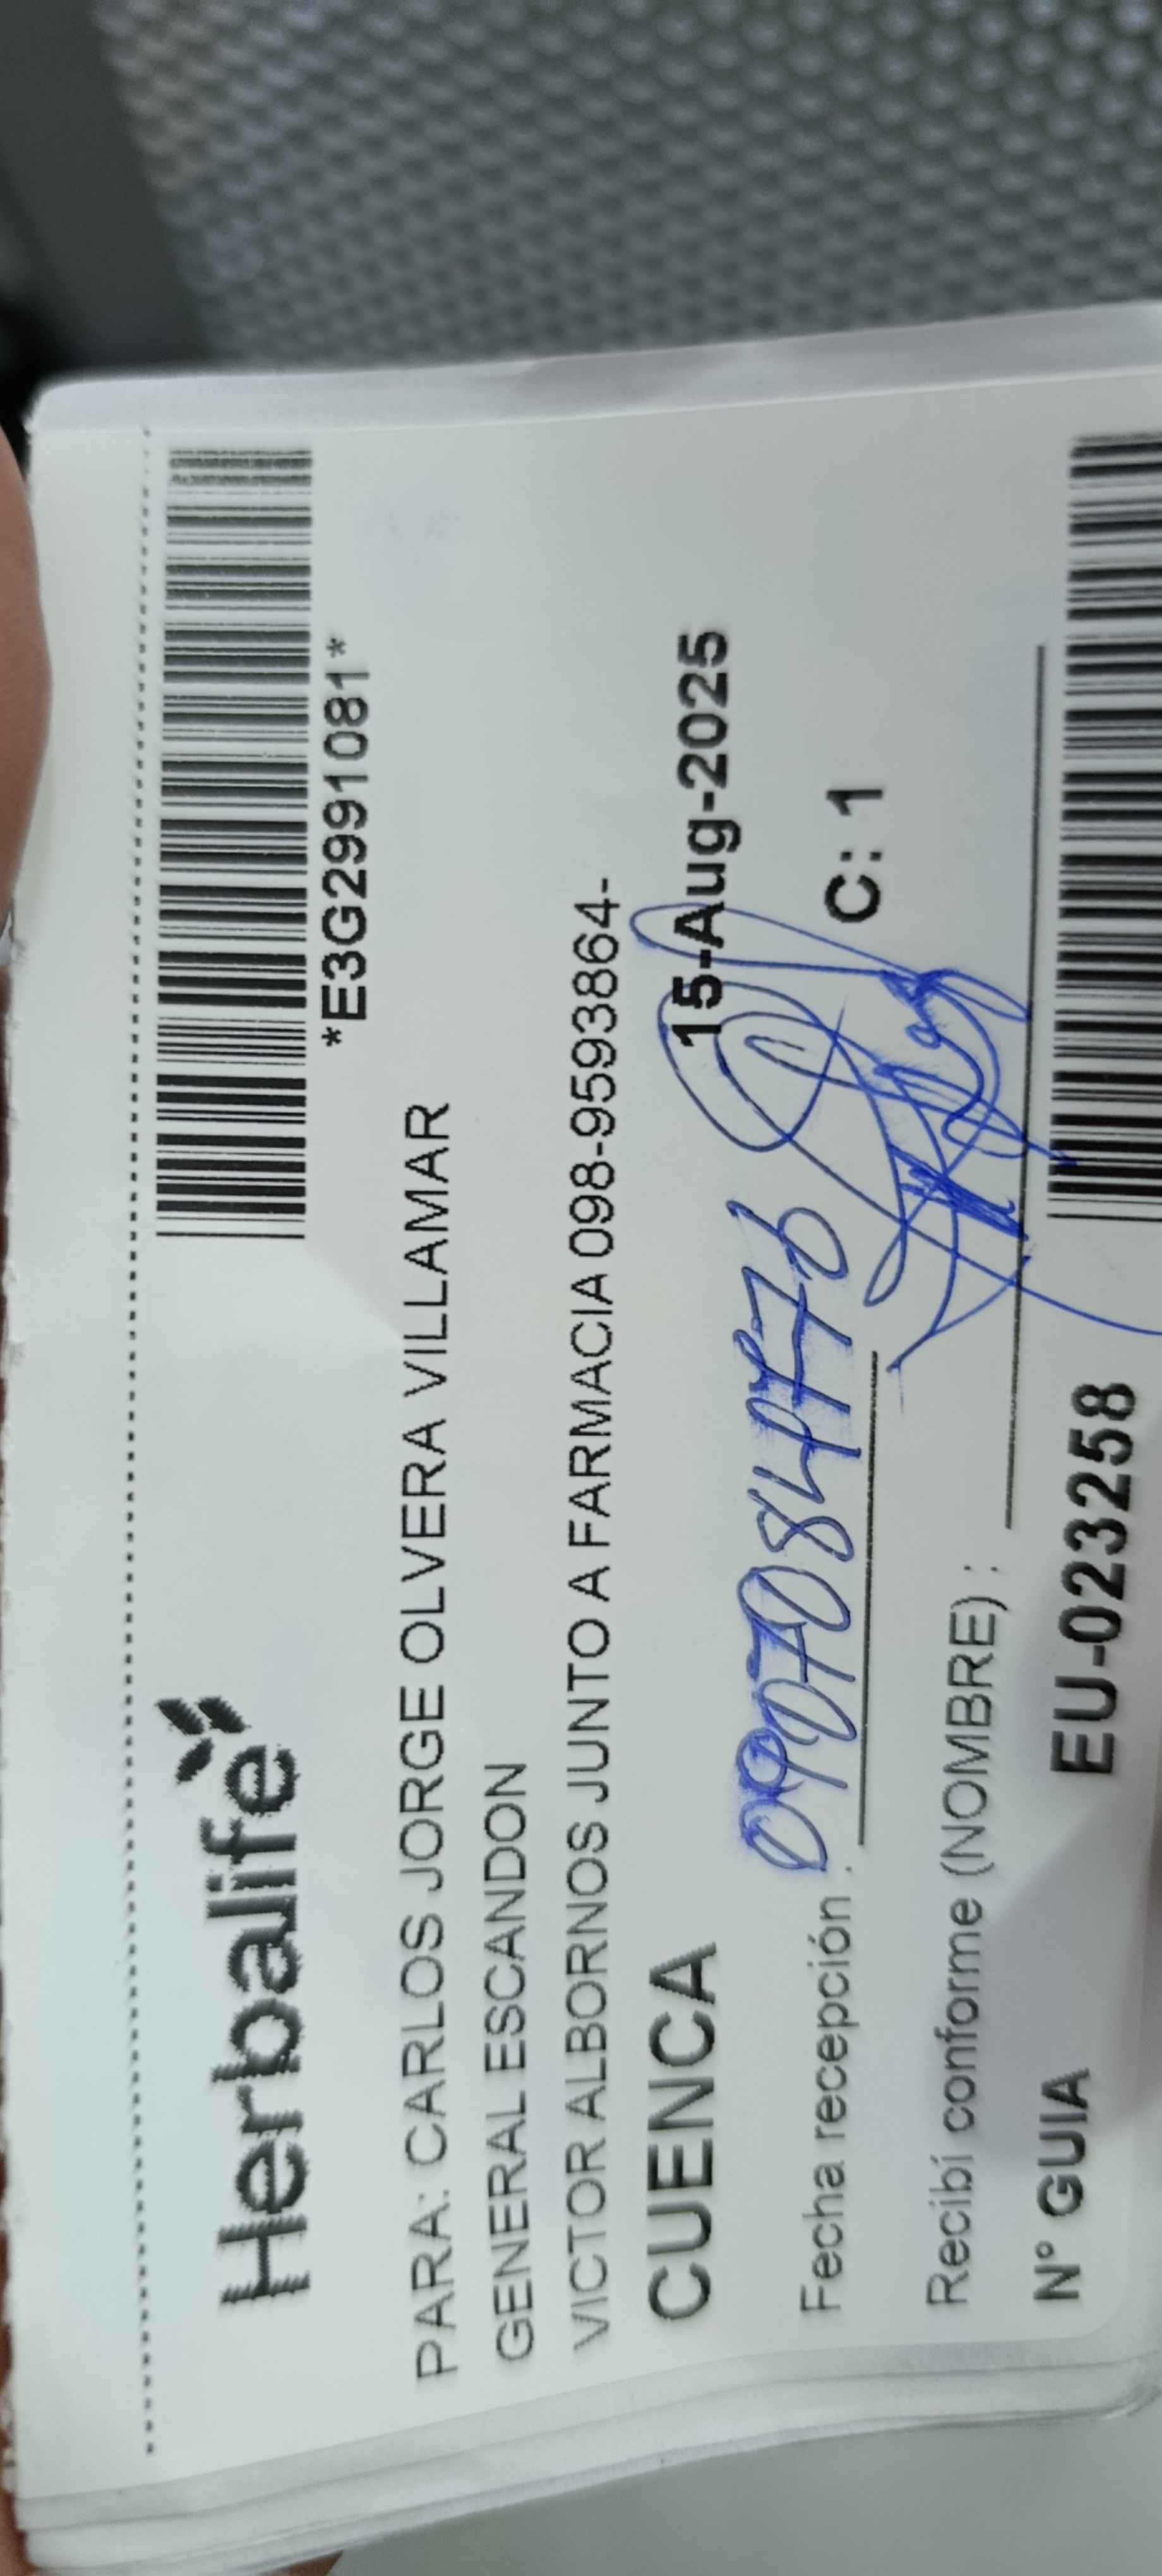 Herbalife
*E3G2991081*
PARA: CARLOS JORGE OLVERA VILLAMAR
GENERAL ESCANDON
VICTOR ALBORNOS JUNTO A FARMACIA 098-9593864-
CUENCA 15-Aug-2025
Fecha recepción :
C: 1
Recibí conforme (NOMBRE) :
Nº GUIA EU-023258